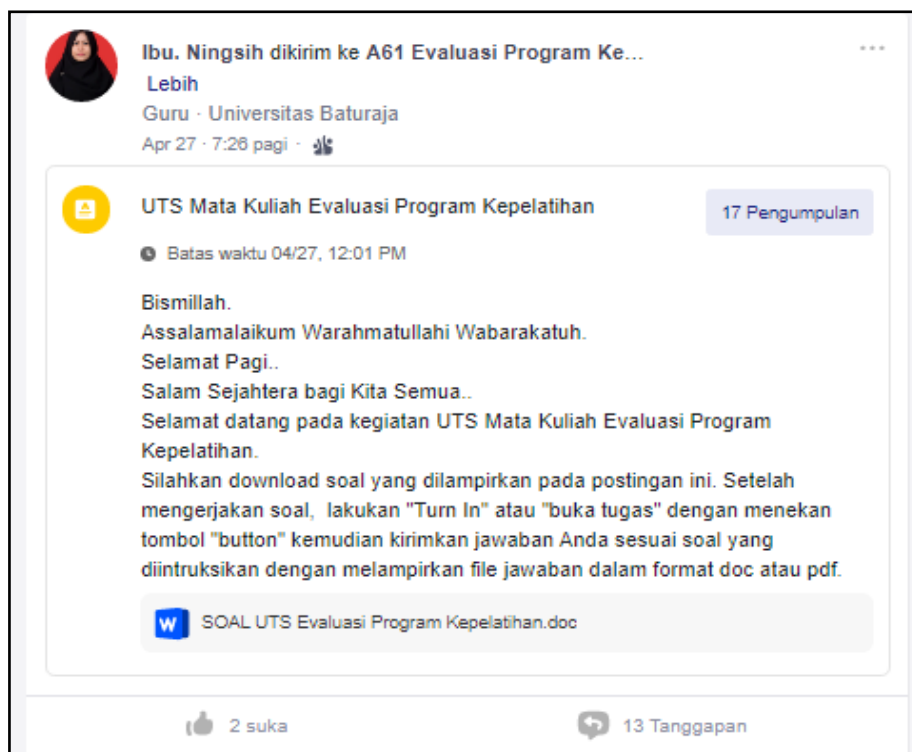 Ibu. Ningsih dikirim ke A61 Evaluasi Program Ke...
Lebih
Guru · Universitas Baturaja
Apr 27 · 7:26 pagi ·
UTS Mata Kuliah Evaluasi Program Kepelatihan
17 Pengumpulan
Batas waktu 04/27, 12:01 PM
Bismillah.
Assalamalaikum Warahmatullahi Wabarakatuh.
Selamat Pagi..
Salam Sejahtera bagi Kita Semua..
Selamat datang pada kegiatan UTS Mata Kuliah Evaluasi Program
Kepelatihan.
Silahkan download soal yang dilampirkan pada postingan ini. Setelah
mengerjakan soal, lakukan "Turn In" atau "buka tugas" dengan menekan
tombol "button" kemudian kirimkan jawaban Anda sesuai soal yang
diintruksikan dengan melampirkan file jawaban dalam format doc atau pdf.
W SOAL UTS Evaluasi Program Kepelatihan.doc
2 suka
13 Tanggapan